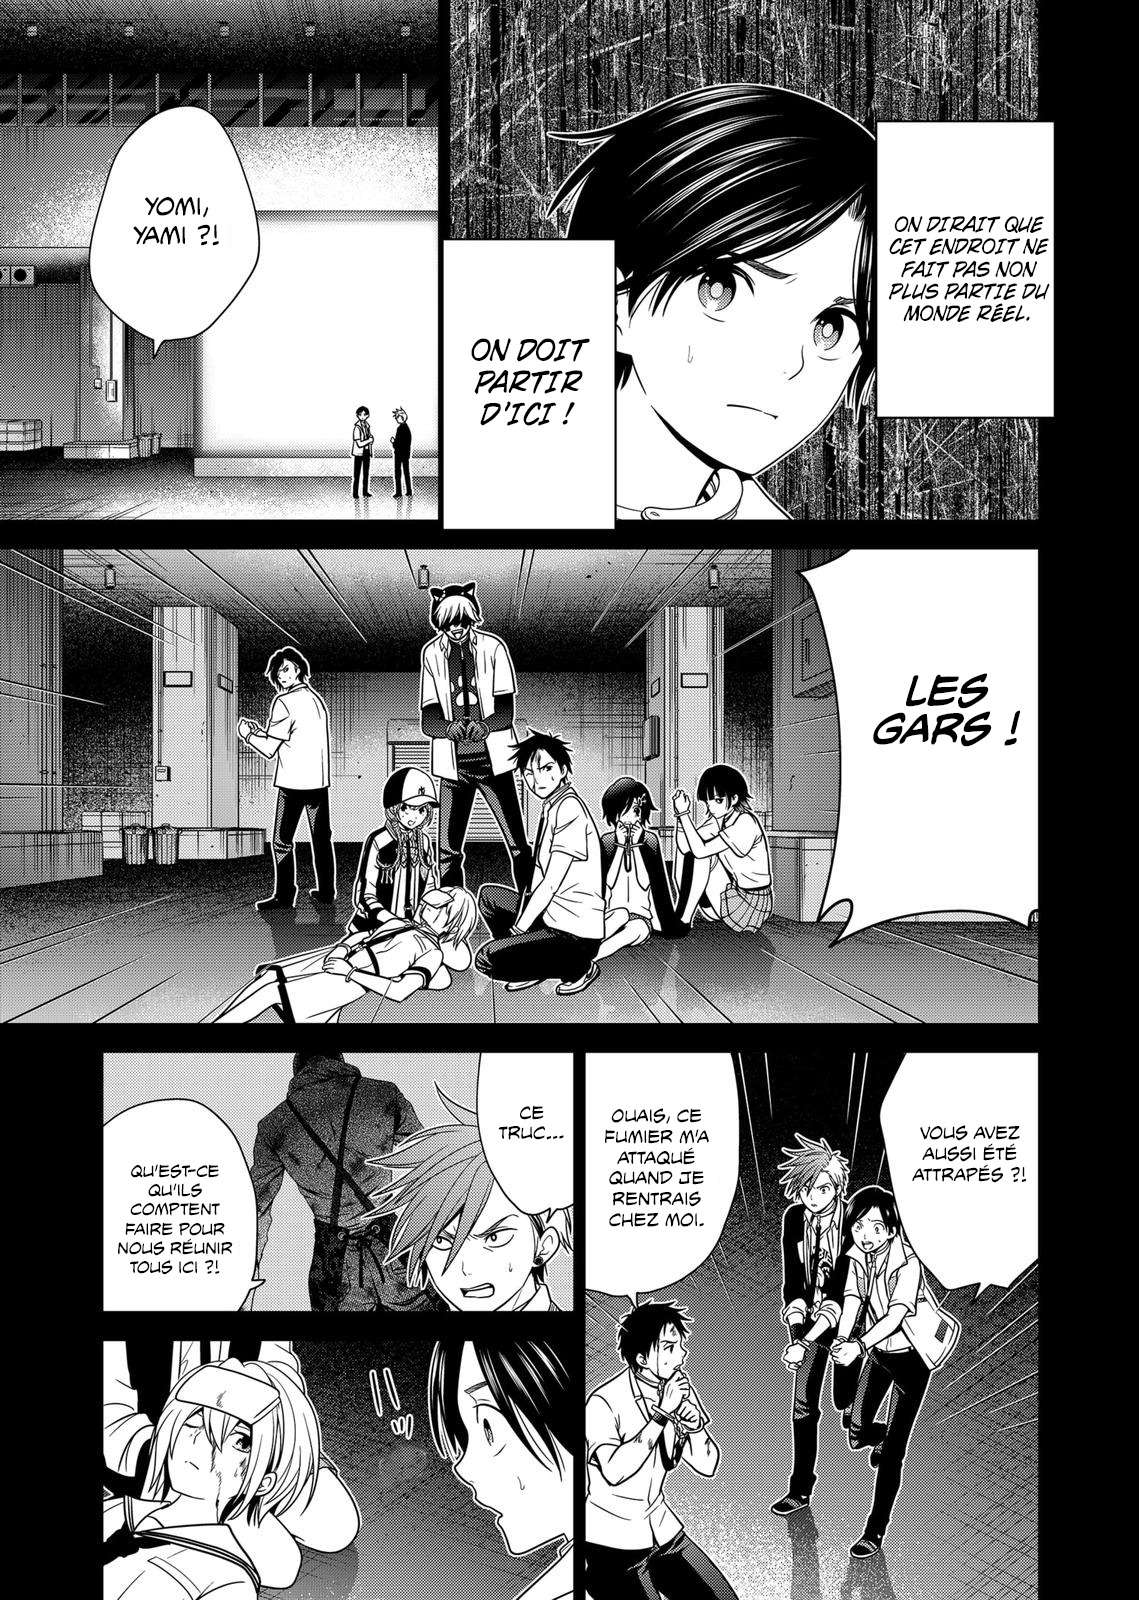 ON DIRAIT QUE
CET ENDROIT NE
FAIT PAS NON
PLUS PARTIE DU
MONDE RÉEL.
ON DOIT
PARTIR
D'ICI !
YOMI,
YAMI ?!
LES
GARS !
VOUS AVEZ
AUSSI ÉTÉ
ATTRAPÉS ?!
OUAIS, CE
FUMIER M'A
ATTAQUÉ
QUAND JE
RENTRAIS
CHEZ MOI.
CE
TRUC...
QU'EST-CE
QU'ILS
COMPTENT
FAIRE POUR
NOUS RÉUNIR
TOUS ICI ?!